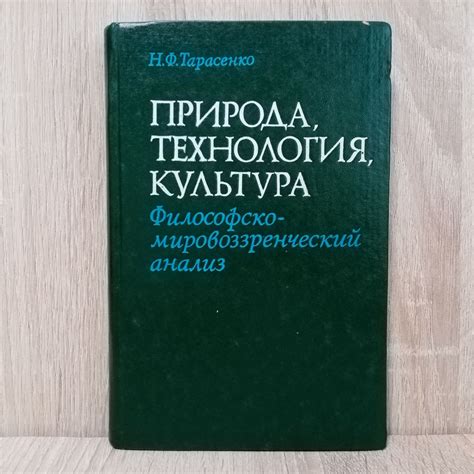 Н.Ф.Тарасенко
ПРИРОДА,
ТЕХНОЛОГИЯ,
КУЛЬТУРА
Философско-
мировоззренческий
анализ